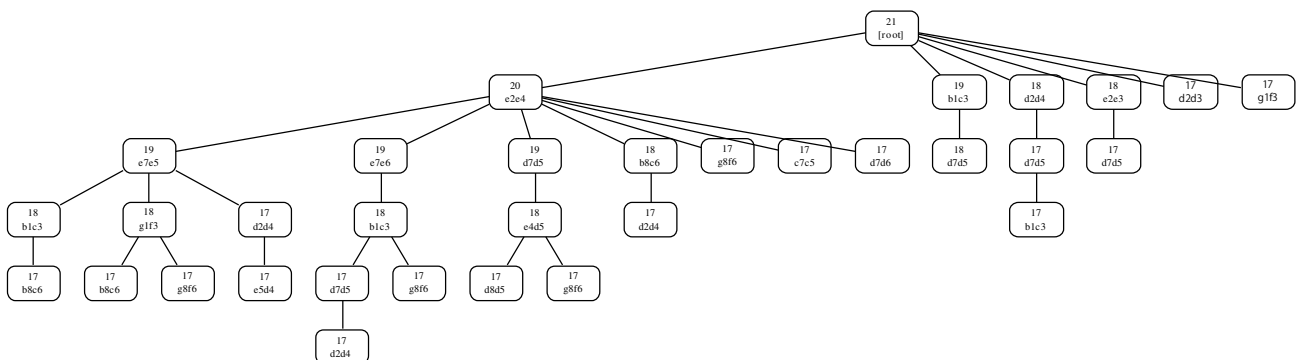 21
[root]
20
e2e4
19
b1c3
18
d2d4
18
e2e3
17
d2d3
17
g1f3
19
e7e5
19
e7e6
19
d7d5
18
b8c6
17
g8f6
17
c7c5
17
d7d6
18
d7d5
17
d7d5
17
d7d5
18
b1c3
18
g1f3
17
d2d4
18
b1c3
18
e4d5
17
d2d4
17
b1c3
17
b8c6
17
b8c6
17
g8f6
17
e5d4
17
d7d5
17
g8f6
17
d8d5
17
g8f6
17
d2d4